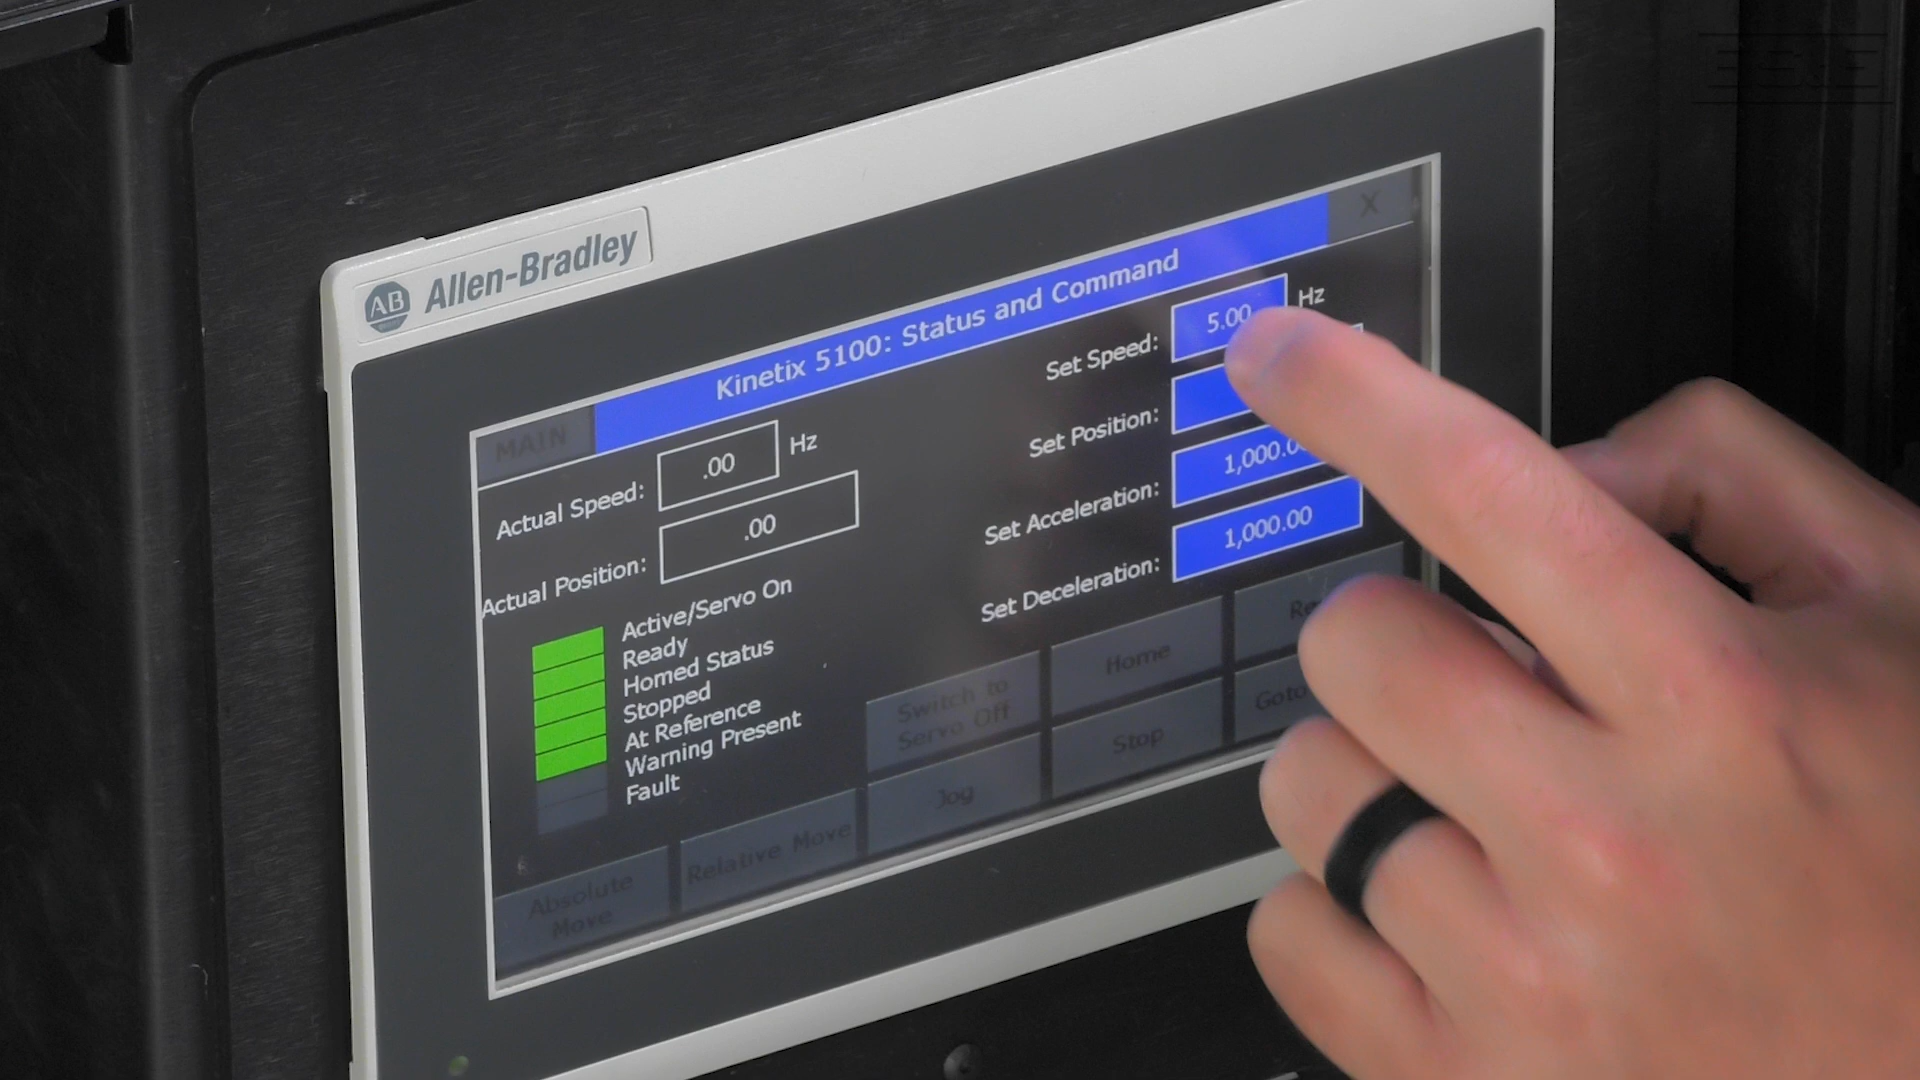 AB Allen-Bradley
MAIN
Kinetix 5100: Status and Command
X
Actual Speed: .00 Hz
Actual Position: .00
Active/Servo On
Ready
Homed Status
Stopped
At Reference
Warning Present
Fault
Set Speed: 5.00 Hz
Set Position:
Set Acceleration: 1,000.0
Set Deceleration: 1,000.00
Switch to
Servo Off
Home
Jog
Stop
Goto
Absolute
Move
Relative Move